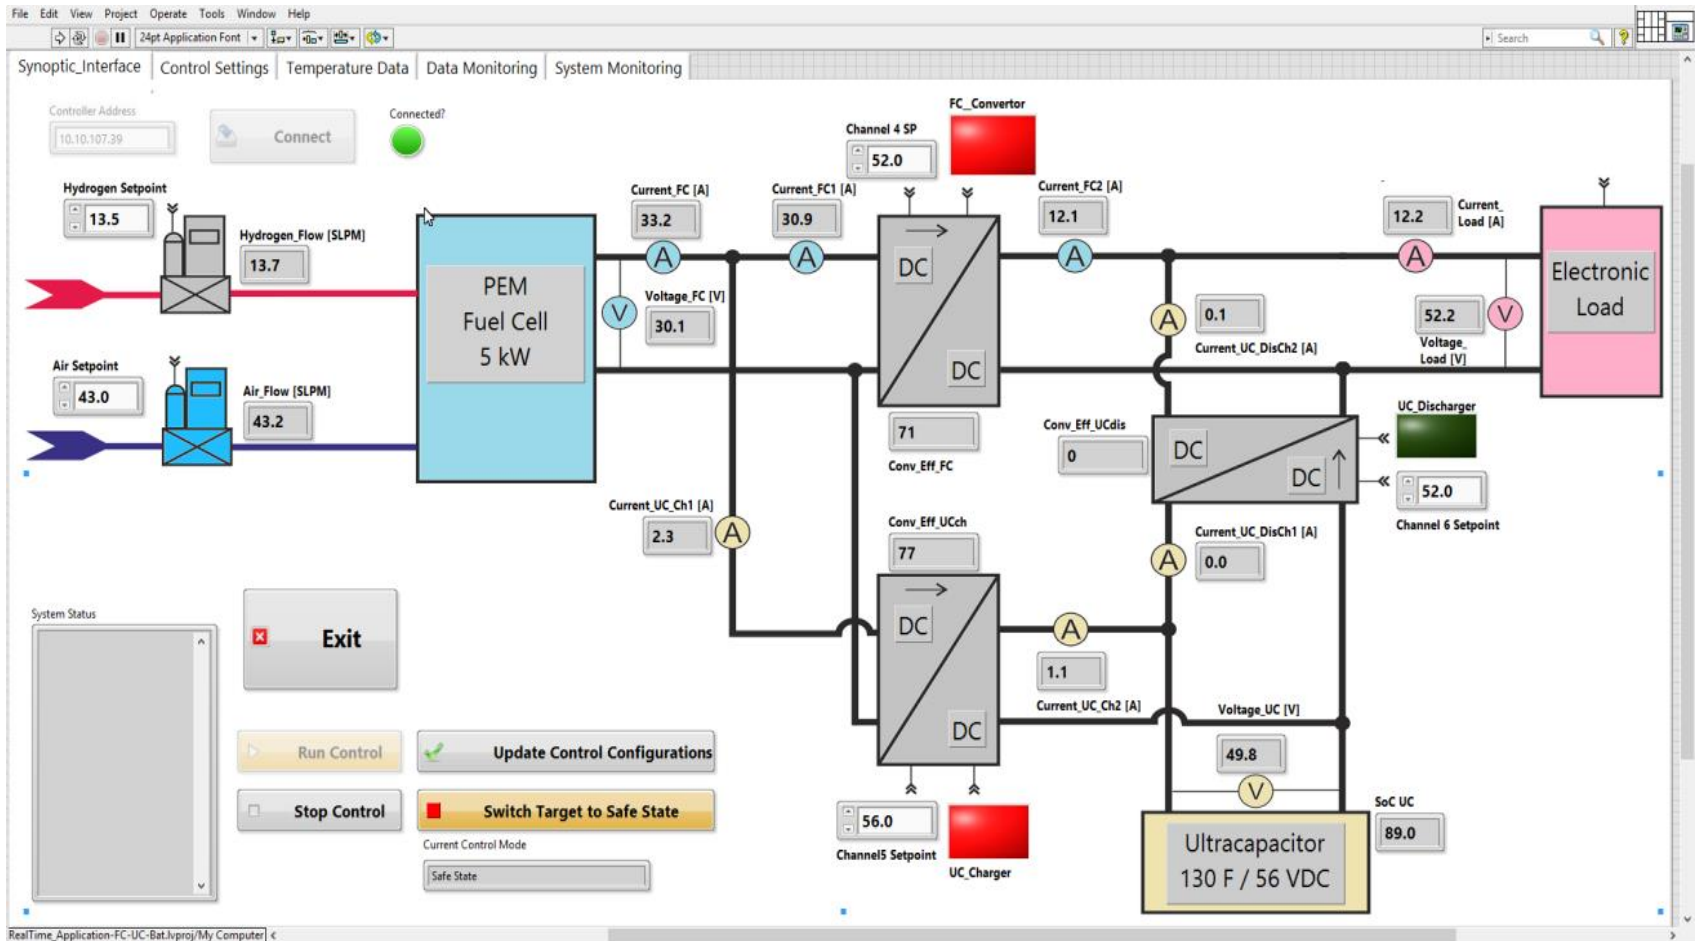 File Edit View Project Operate Tools Window Help
24pt Application Font
Search
Synoptic_Interface Control Settings Temperature Data Data Monitoring System Monitoring
Controller Address
10.10.107.39
Connect
Connected?
Hydrogen Setpoint
13.5
Hydrogen_Flow [SLPM]
13.7
Air Setpoint
43.0
Air_Flow [SLPM]
43.2
PEM
Fuel Cell
5 kW
Current_FC [A]
33.2
A
Voltage_FC [V]
30.1
V
Current_FC1 [A]
30.9
A
Channel 4 SP
52.0
FC_Convertor
DC
DC
71
Conv_Eff_FC
Current_FC2 [A]
12.1
A
12.2
Current_
Load [A]
A
Electronic
Load
52.2
V
Voltage_
Load [V]
A
0.1
Current_UC_DisCh2 [A]
Conv_Eff_UCdis
0
DC
DC
UC_Discharger
52.0
Channel 6 Setpoint
Current_UC_DisCh1 [A]
A
0.0
Current_UC_Ch1 [A]
2.3
A
Conv_Eff_UCch
77
DC
DC
A
1.1
Current_UC_Ch2 [A]
56.0
Channel5 Setpoint
UC_Charger
Voltage_UC [V]
49.8
V
Ultracapacitor
130 F / 56 VDC
SoC UC
89.0
System Status
Exit
Run Control
Update Control Configurations
Stop Control
Switch Target to Safe State
Current Control Mode
Safe State
RealTime_Application-FC-UC-Bat.lvproj/My Computer